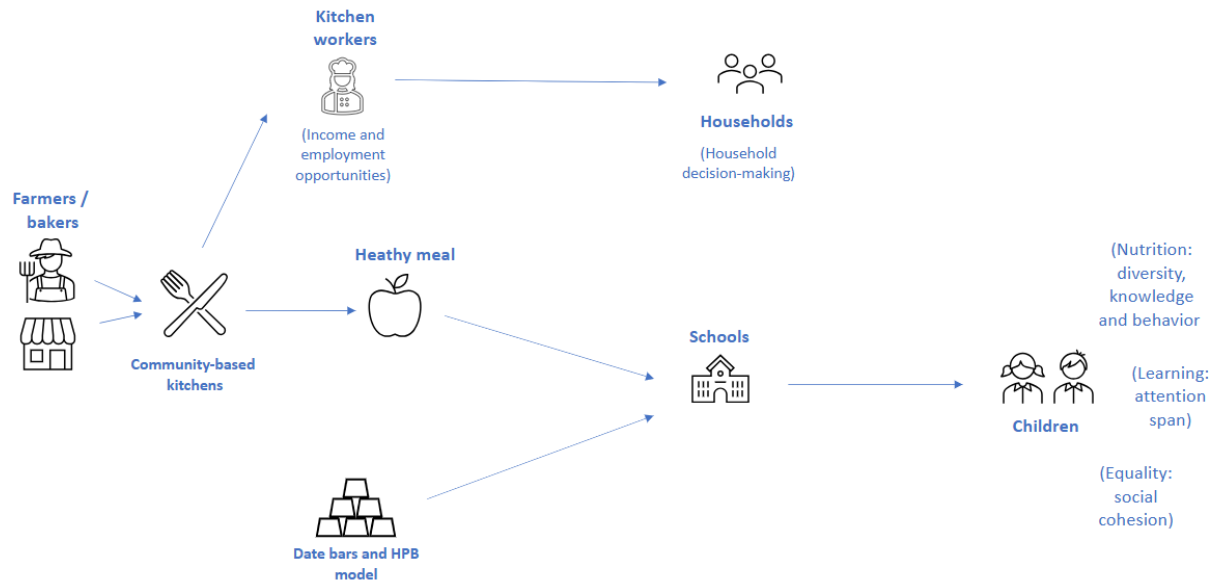 Kitchen
workers
(Income and
employment
opportunities)
Households
(Household
decision-making)
Farmers /
bakers
Community-based
kitchens
Heathy meal
Schools
Date bars and HPB
model
Children
(Nutrition:
diversity,
knowledge
and behavior
(Learning:
attention
span)
(Equality:
social
cohesion)